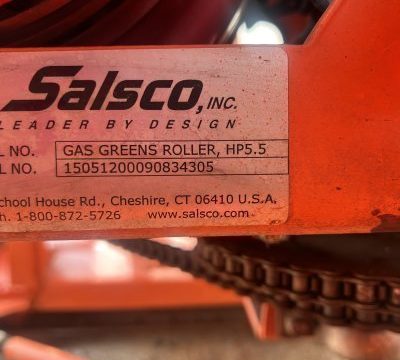 Salsco, INC.
LEADER BY DESIGN
L NO. GAS GREENS ROLLER, HP5.5
L NO. 15051200090834305
chool House Rd., Cheshire, CT 06410 U.S.A.
h. 1-800-872-5726 www.salsco.com